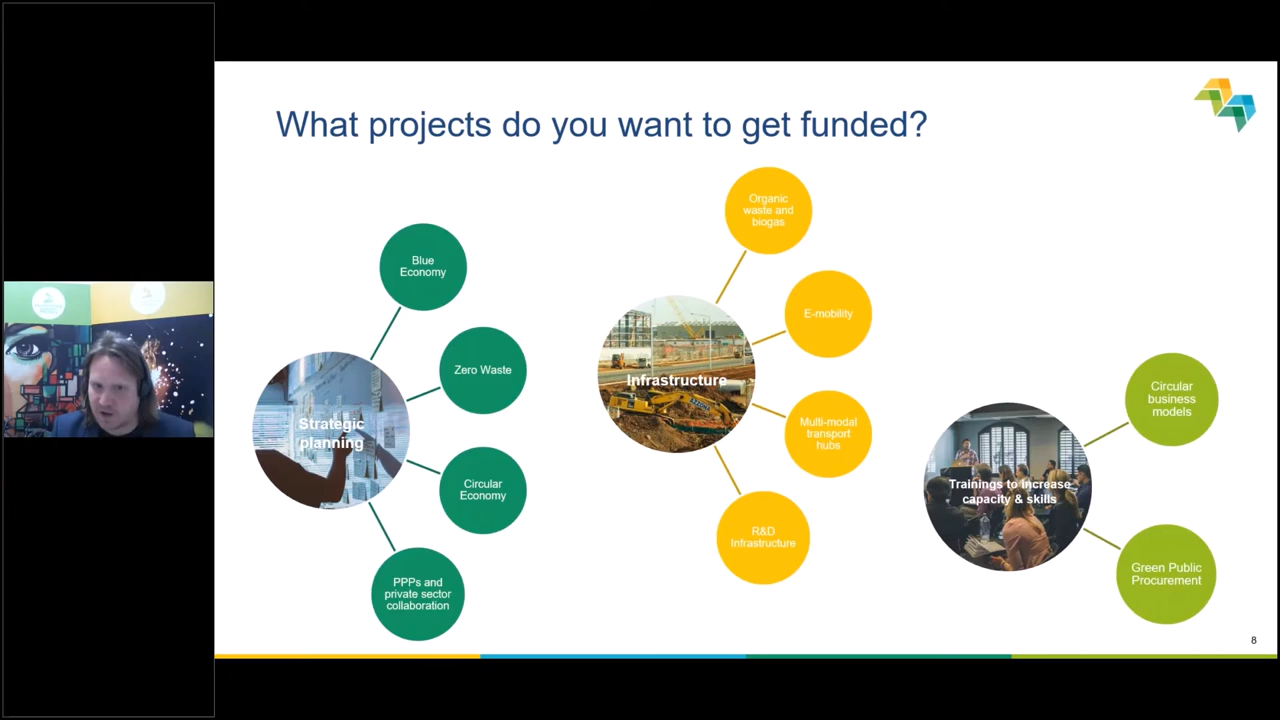 What projects do you want to get funded?
Blue
Economy
Zero Waste
Strategic
planning
Circular
Economy
PPPs and
private sector
collaboration
Organic
waste and
biogas
E-mobility
Infrastructure
Multi-modal
transport
hubs
R&D
Infrastructure
Circular
business
models
Trainings to increase
capacity & skills
Green Public
Procurement
8